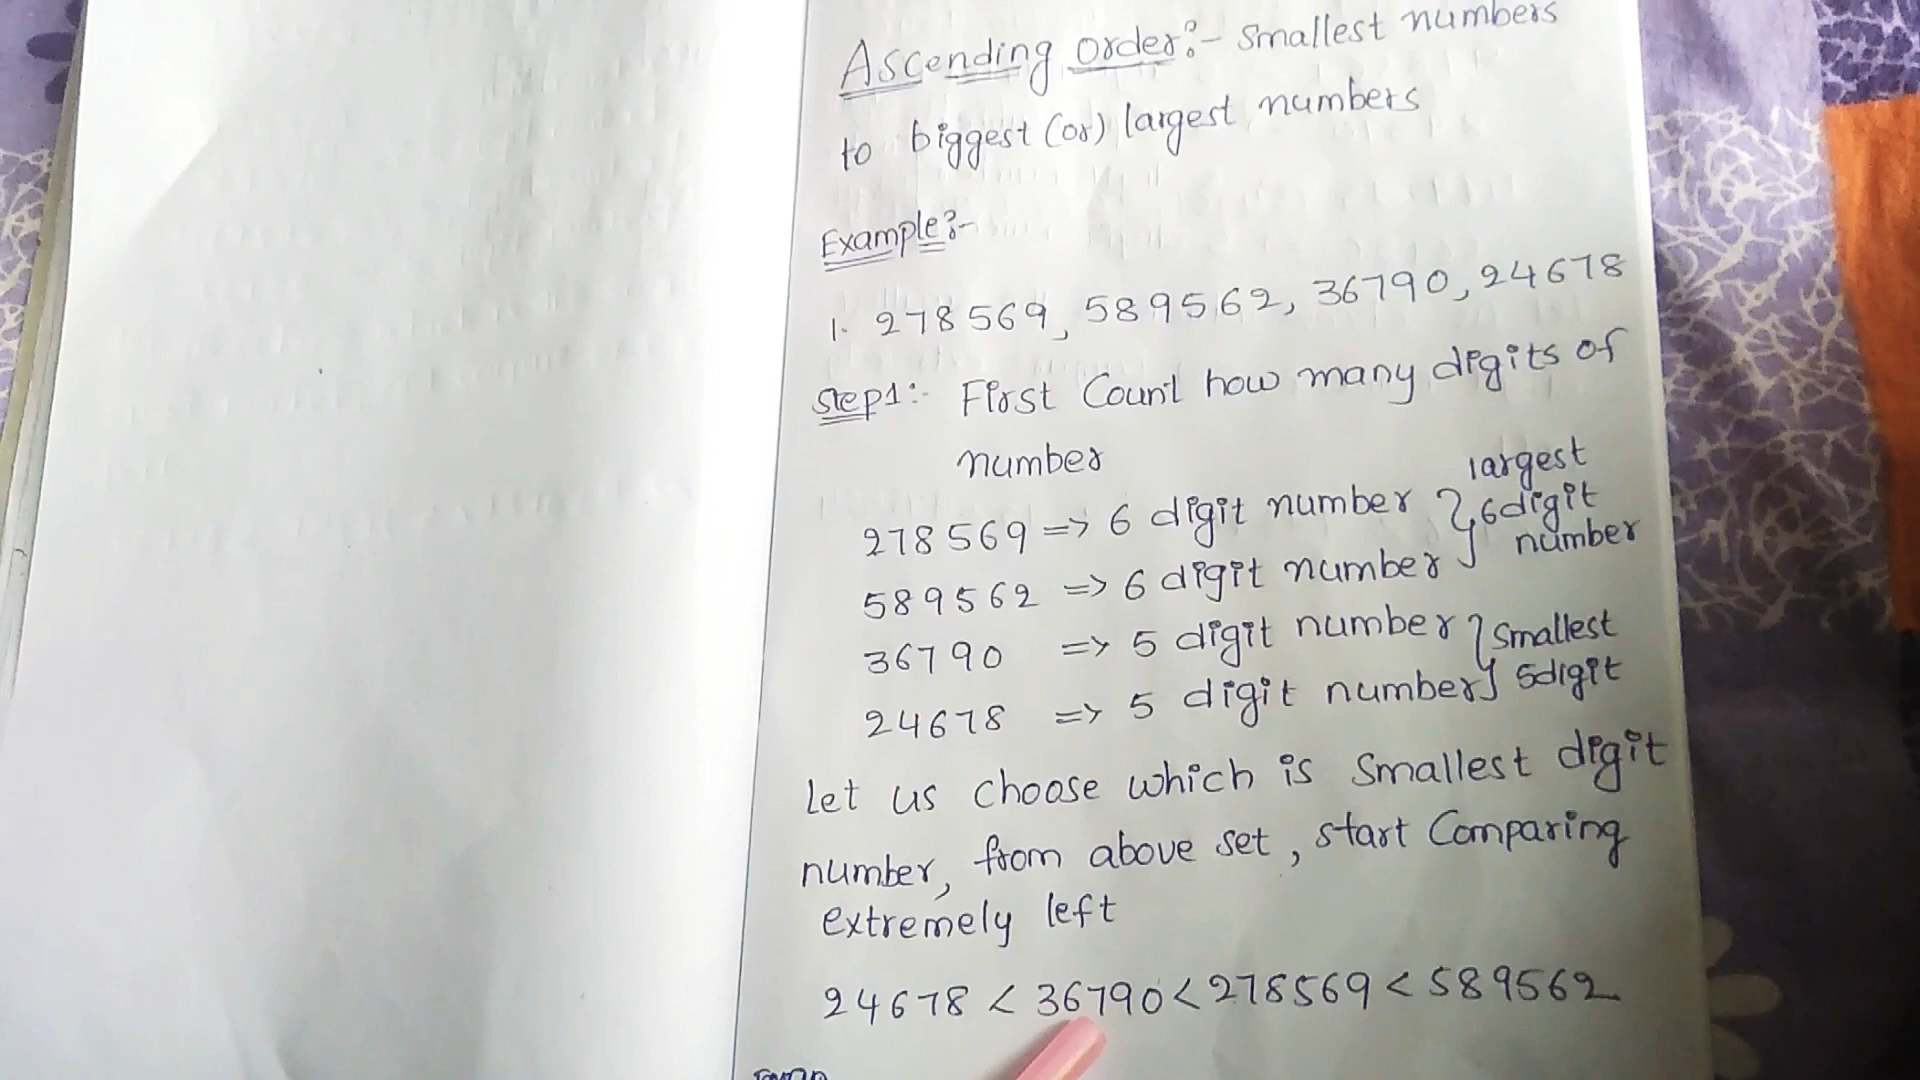 Ascending order:- Smallest numbers
to biggest (or) largest numbers
Example:-
1. 278569, 589562, 36790, 24678
Step1:- First Count how many digits of
number
278569 => 6 digit number } largest 6digit number
589562 => 6 digit number
36790 => 5 digit number } Smallest 5digit
24678 => 5 digit number
Let us choose which is smallest digit
number, from above set, start Comparing
extremely left
24678 < 36790 < 278569 < 589562